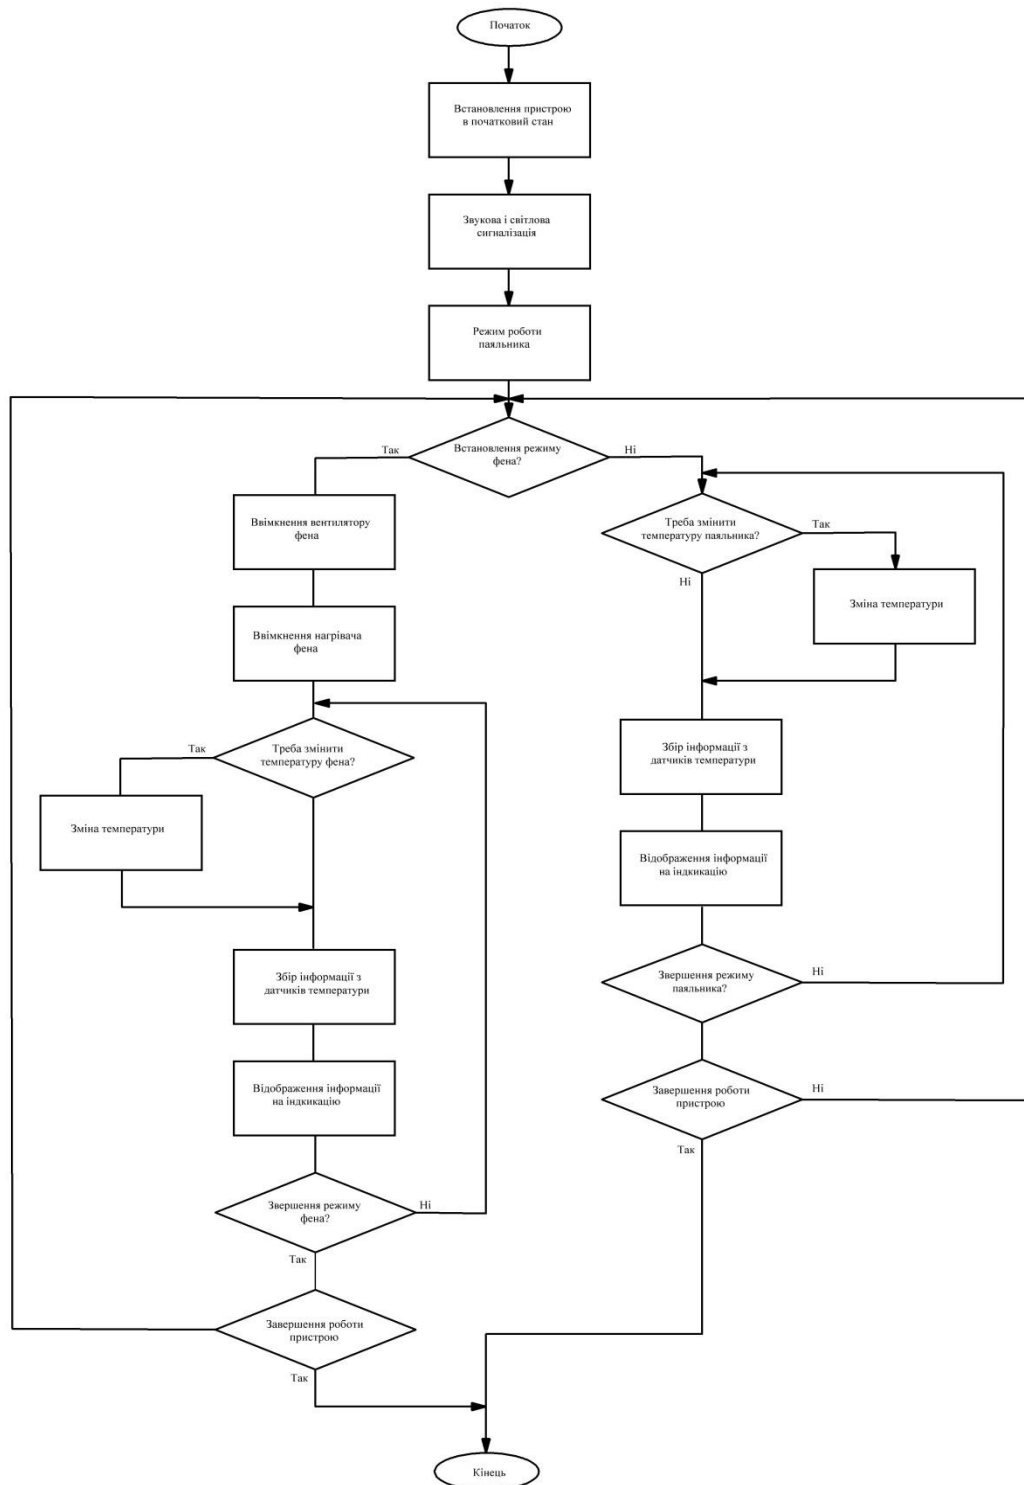 Початок
Встановлення пристрою
в початковий стан
Звукова і світлова
сигналізація
Режим роботи
паяльника
Встановлення режиму
фена?
Так
Ні
Ввімкнення вентилятору
фена
Ввімкнення нагрівача
фена
Треба змінити
температуру фена?
Так
Зміна температури
Збір інформації з
датчиків температури
Відображення інформації
на індкикацію
Звершення режиму
фена?
Ні
Так
Завершення роботи
пристрою
Так
Треба змінити
температуру паяльника?
Так
Ні
Зміна температури
Збір інформації з
датчиків температури
Відображення інформації
на індкикацію
Звершення режиму
паяльника?
Ні
Завершення роботи
пристрою
Ні
Так
Кінець